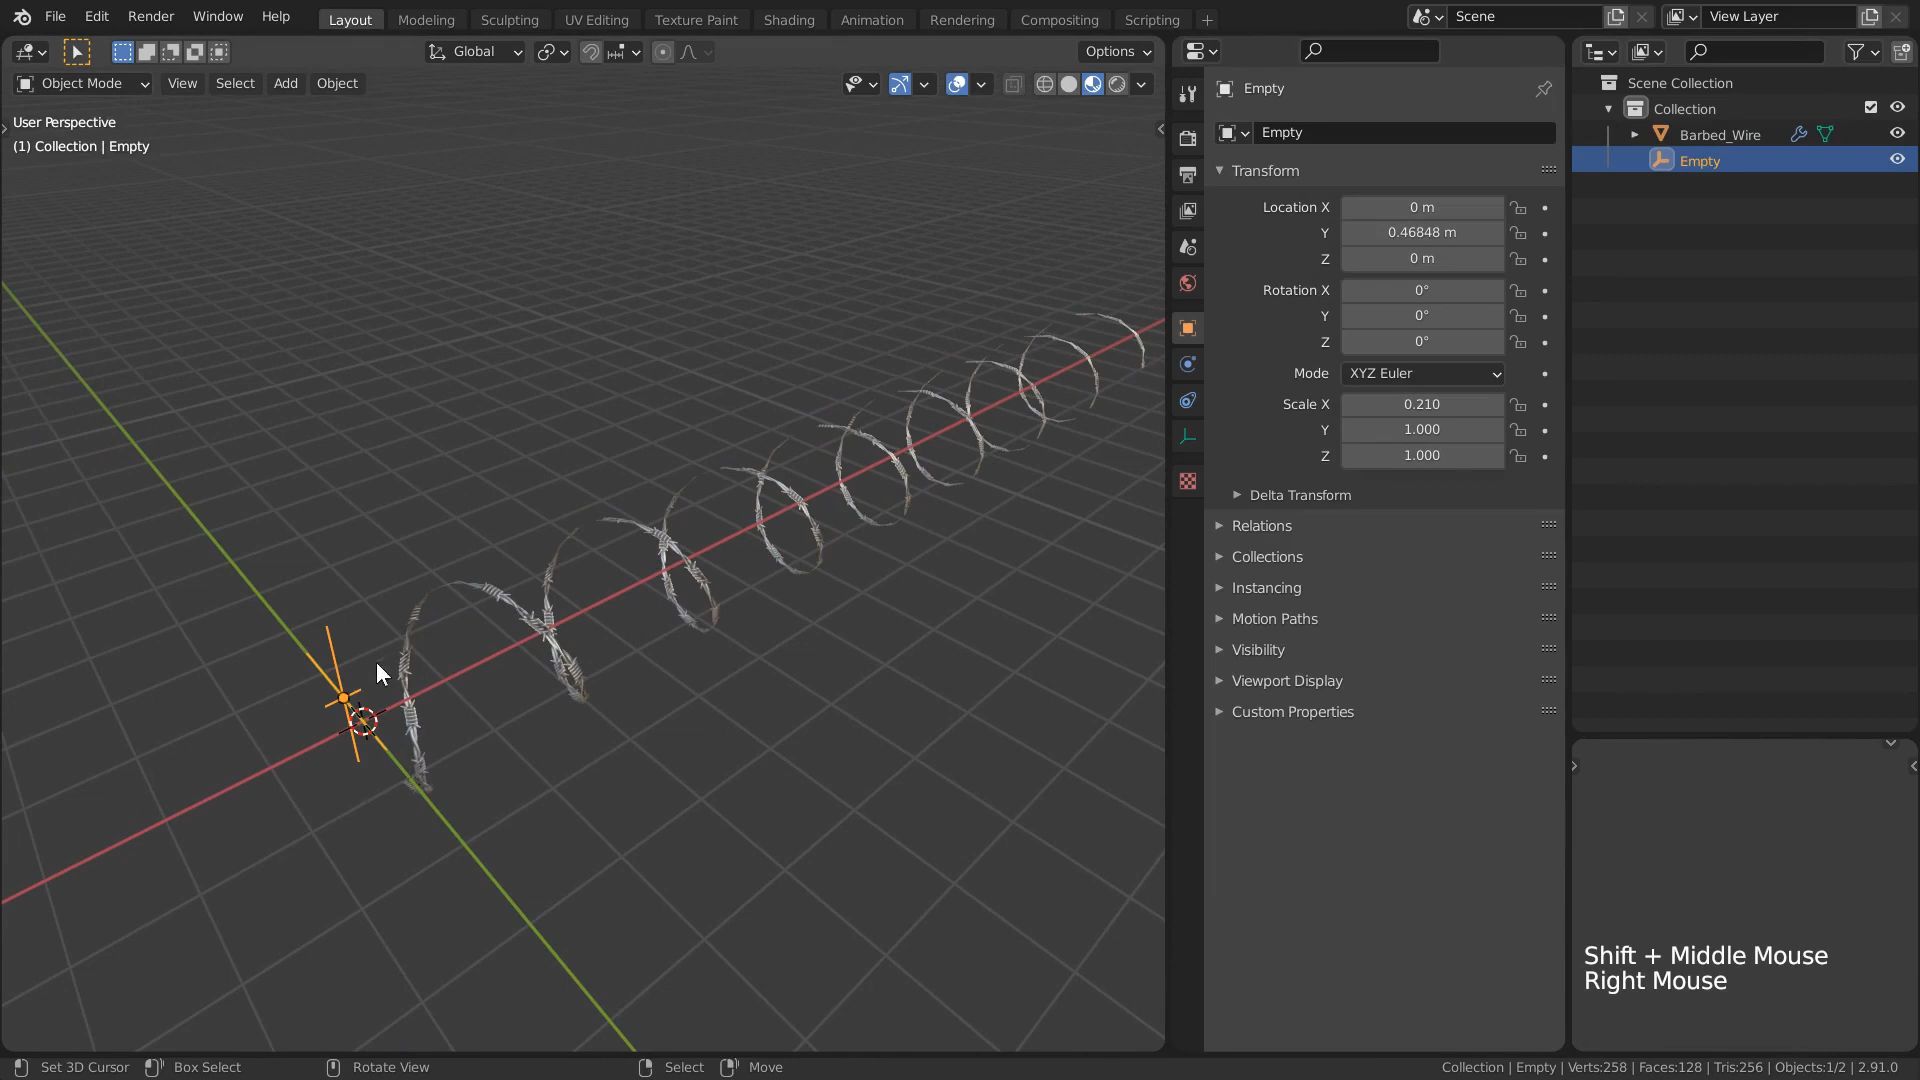 File Edit Render Window Help Layout Modeling Sculpting UV Editing Texture Paint Shading Animation Rendering Compositing Scripting + Scene View Layer
Global Options
Object Mode View Select Add Object
User Perspective
(1) Collection | Empty
Empty
Empty
Transform
Location X 0 m
Y 0.46848 m
Z 0 m
Rotation X 0°
Y 0°
Z 0°
Mode XYZ Euler
Scale X 0.210
Y 1.000
Z 1.000
Delta Transform
Relations
Collections
Instancing
Motion Paths
Visibility
Viewport Display
Custom Properties
Scene Collection
Collection
Barbed_Wire
Empty
Shift + Middle Mouse
Right Mouse
Set 3D Cursor Box Select Rotate View Select Move Collection | Empty | Verts:258 | Faces:128 | Tris:256 | Objects:1/2 | 2.91.0